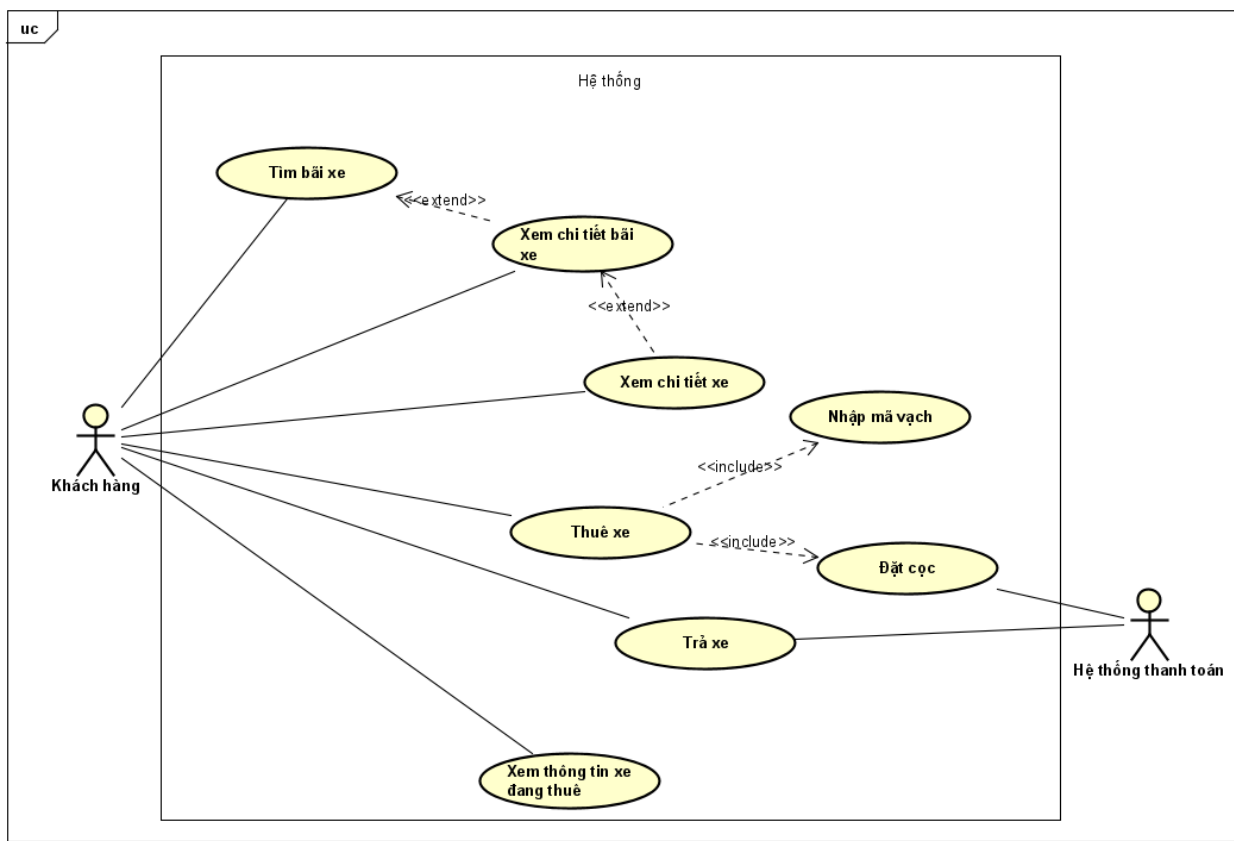 uc
Hệ thống
Tìm bãi xe
<<extend>>
Xem chi tiết bãi
xe
<<extend>>
Xem chi tiết xe
Nhập mã vạch
<<include>>
Khách hàng
Thuê xe
<<include>>
Đặt cọc
Trả xe
Hệ thống thanh toán
Xem thông tin xe
đang thuê